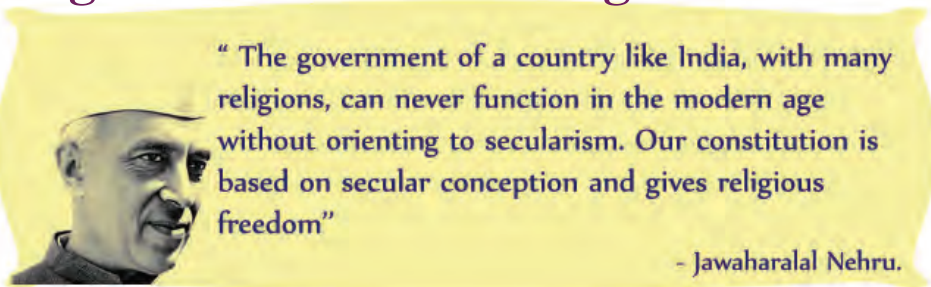 “ The government of a country like India, with many
religions, can never function in the modern age
without orienting to secularism. Our constitution is
based on secular conception and gives religious
freedom”
- Jawaharalal Nehru.